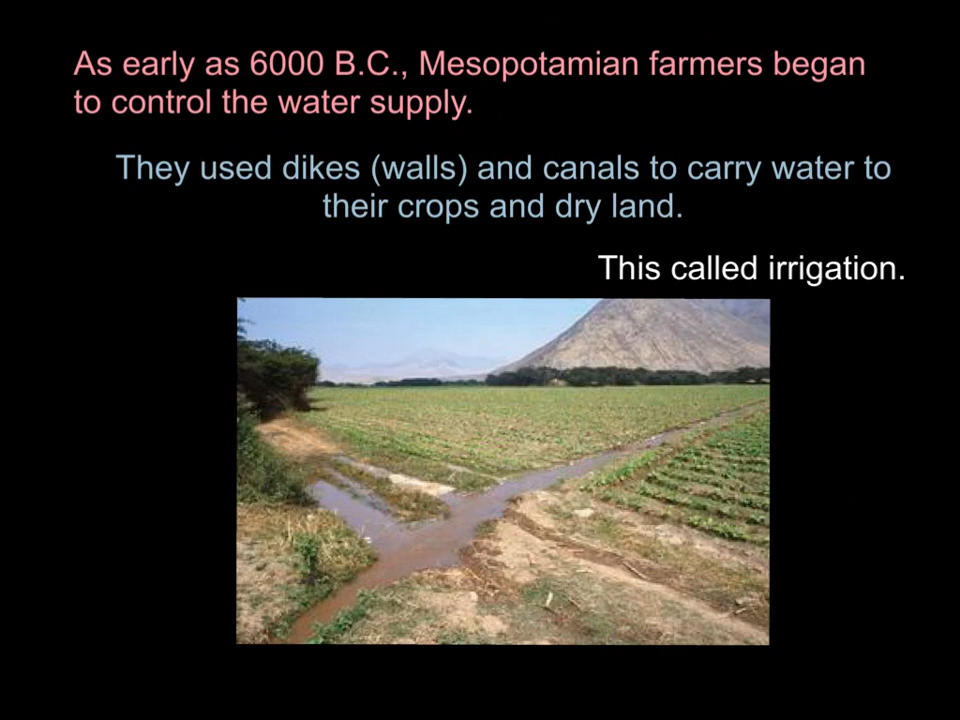 As early as 6000 B.C., Mesopotamian farmers began
to control the water supply.
They used dikes (walls) and canals to carry water to
their crops and dry land.
This called irrigation.